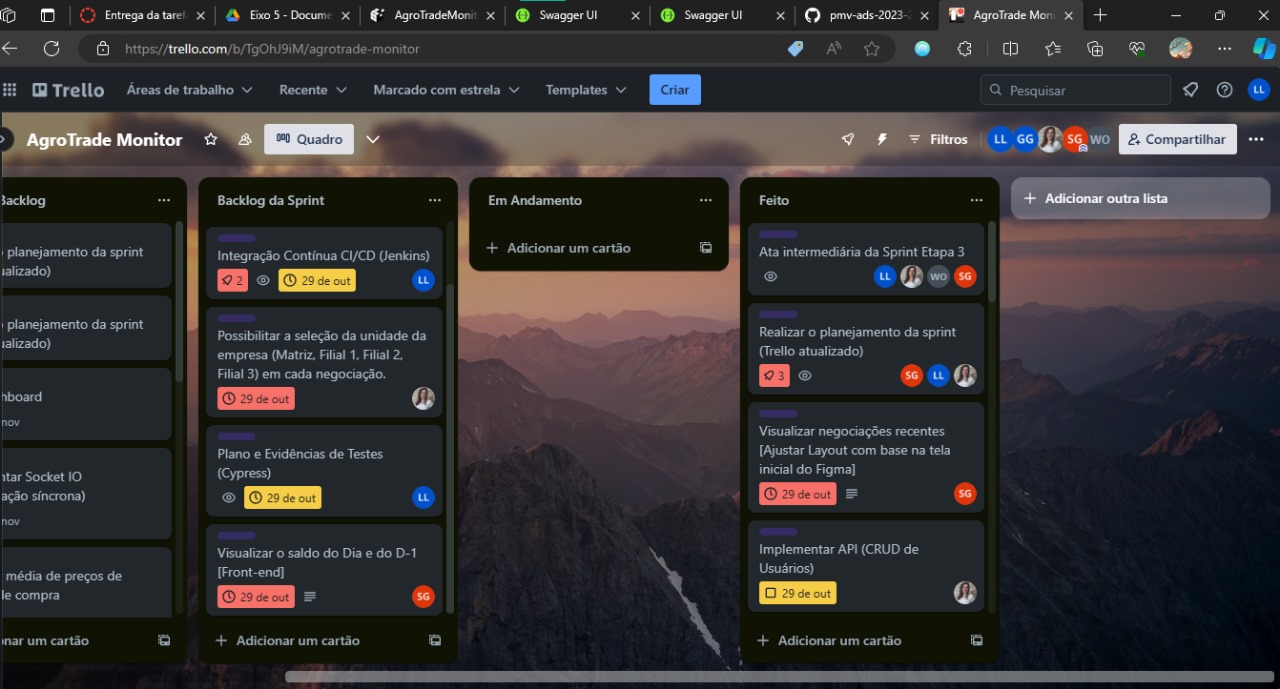 Entrega da taref
Eixo 5 - Docume
AgroTradeMonit
Swagger UI
Swagger UI
pmv-ads-2023-2
AgroTrade Moni
https://trello.com/b/TgOhJ9iM/agrotrade-monitor
Trello
Áreas de trabalho
Recente
Marcado com estrela
Templates
Criar
Pesquisar
LL
AgroTrade Monitor
Quadro
Filtros
LL GG SG WO
Compartilhar
Backlog
planejamento da sprint
ualizado)
planejamento da sprint
ualizado)
hboard
nov
ntar Socket IO
ação síncrona)
nov
média de preços de
le compra
nar um cartão
Backlog da Sprint
Integração Contínua CI/CD (Jenkins)
2 29 de out LL
Possibilitar a seleção da unidade da
empresa (Matriz, Filial 1, Filial 2,
Filial 3) em cada negociação.
29 de out
Plano e Evidências de Testes
(Cypress)
29 de out LL
Visualizar o saldo do Dia e do D-1
[Front-end]
29 de out SG
+ Adicionar um cartão
Em Andamento
+ Adicionar um cartão
Feito
Ata intermediária da Sprint Etapa 3
LL WO SG
Realizar o planejamento da sprint
(Trello atualizado)
3 SG LL
Visualizar negociações recentes
[Ajustar Layout com base na tela
inicial do Figma]
29 de out SG
Implementar API (CRUD de
Usuários)
29 de out
+ Adicionar um cartão
+ Adicionar outra lista